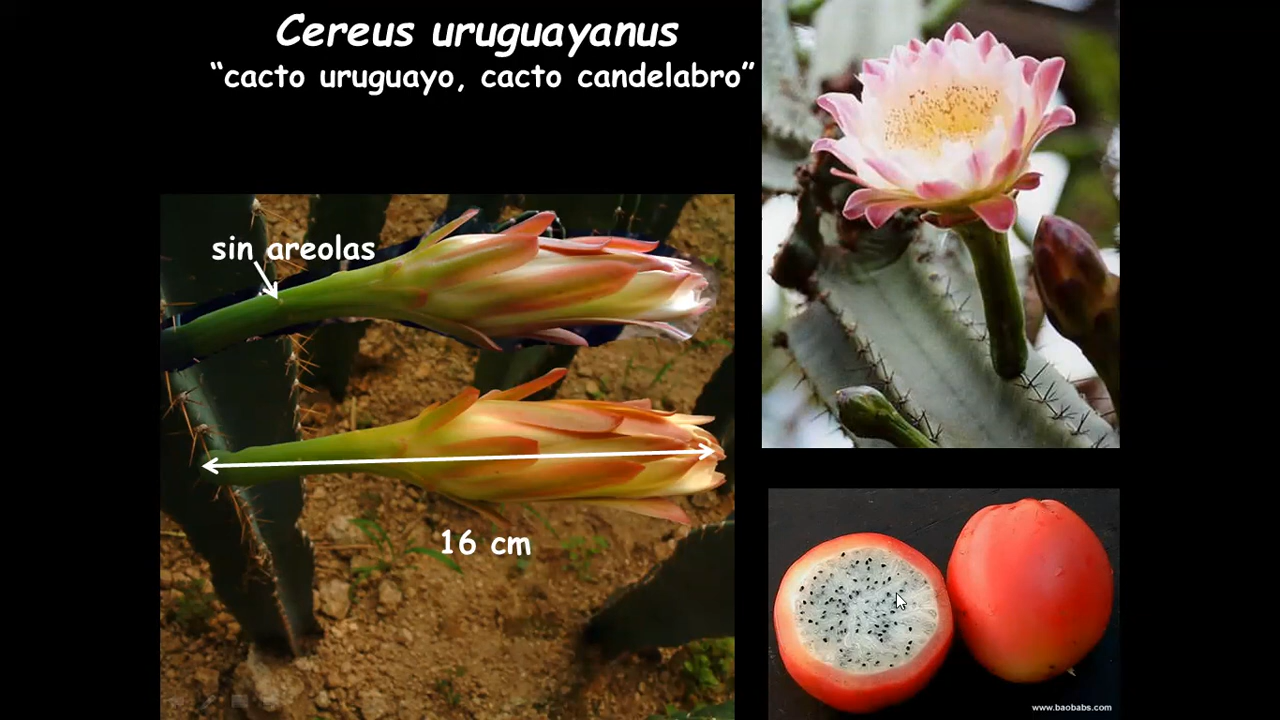 Cereus uruguayanus
“cacto uruguayo, cacto candelabro”
sin areolas
16 cm
www.baobabs.com